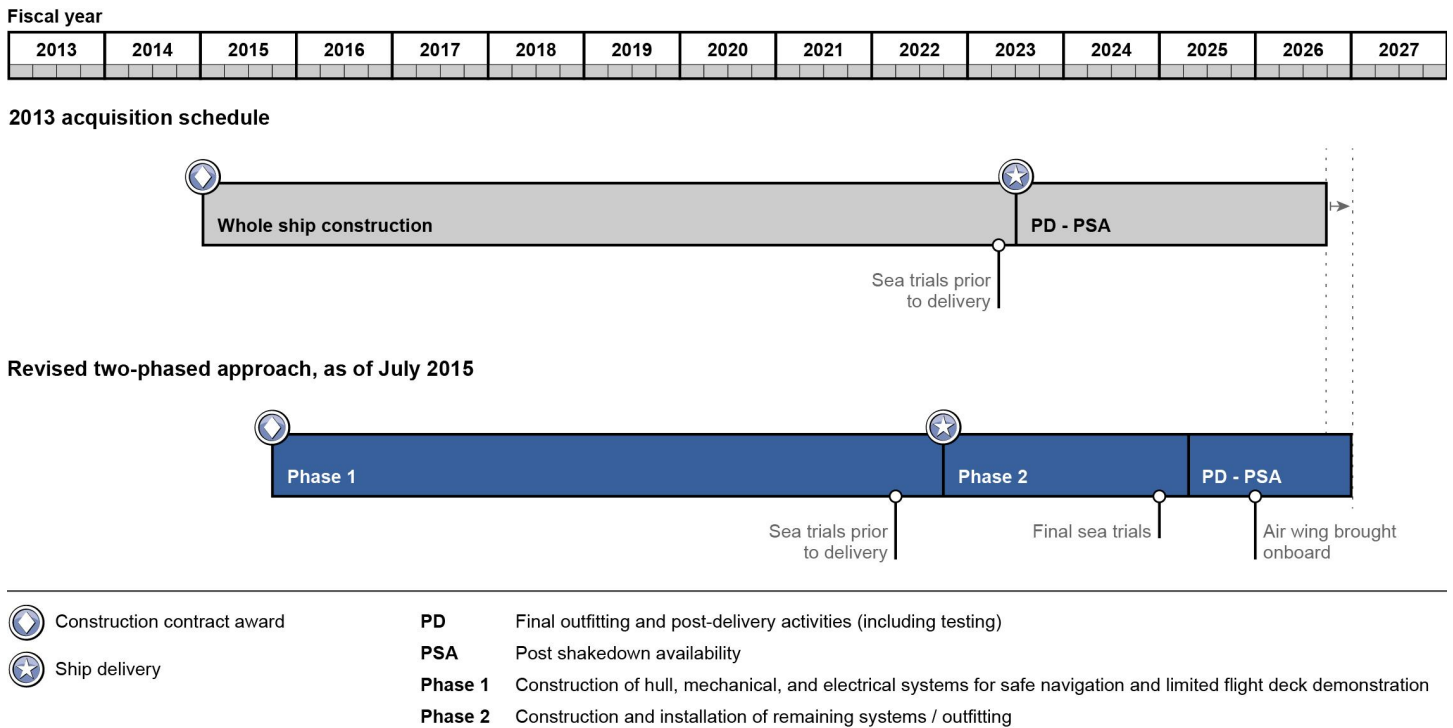 Fiscal year
2013 2014 2015 2016 2017 2018 2019 2020 2021 2022 2023 2024 2025 2026 2027
2013 acquisition schedule
Whole ship construction
PD - PSA
Sea trials prior
to delivery
Revised two-phased approach, as of July 2015
Phase 1
Phase 2
PD - PSA
Sea trials prior
to delivery
Final sea trials
Air wing brought
onboard
Construction contract award
Ship delivery
PD Final outfitting and post-delivery activities (including testing)
PSA Post shakedown availability
Phase 1 Construction of hull, mechanical, and electrical systems for safe navigation and limited flight deck demonstration
Phase 2 Construction and installation of remaining systems / outfitting